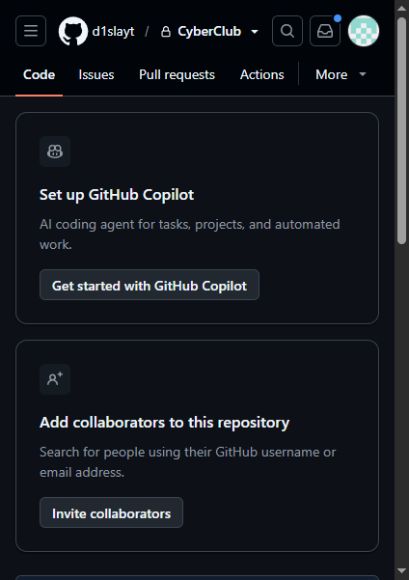 d1slayt / CyberClub
Code Issues Pull requests Actions More
Set up GitHub Copilot
AI coding agent for tasks, projects, and automated
work.
Get started with GitHub Copilot
Add collaborators to this repository
Search for people using their GitHub username or
email address.
Invite collaborators